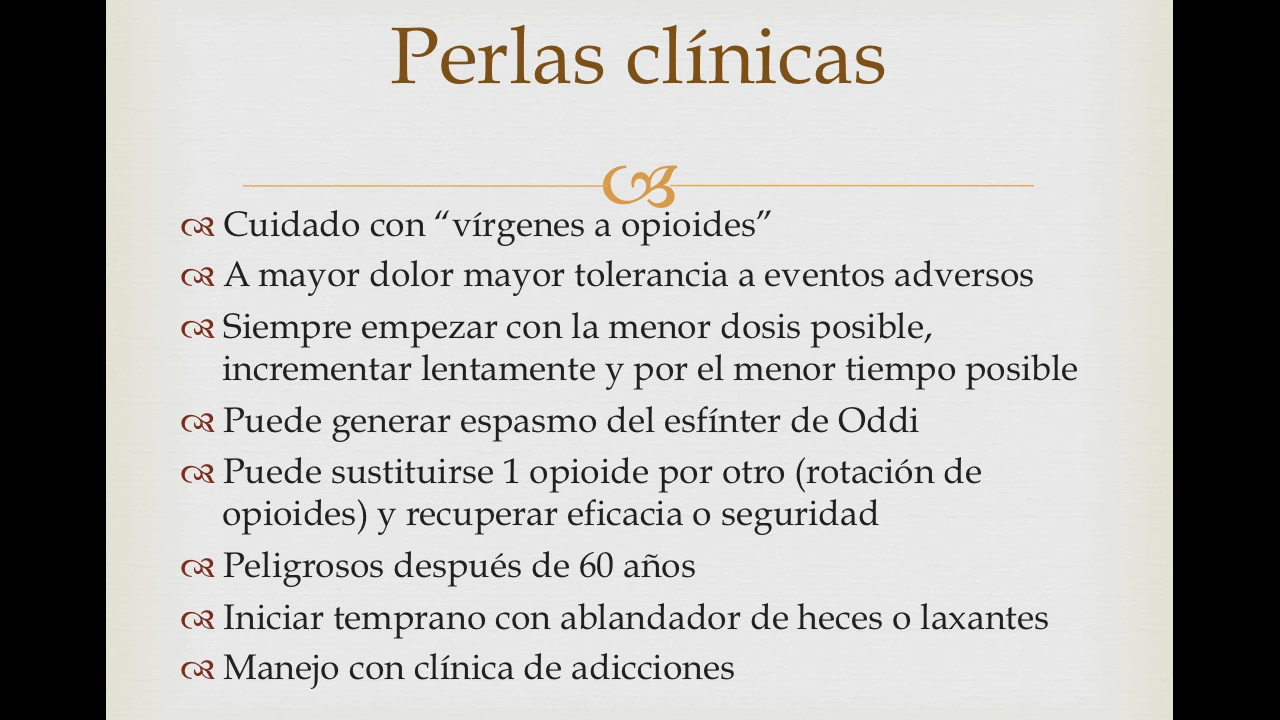 Perlas clínicas
Cuidado con “vírgenes a opioides”
A mayor dolor mayor tolerancia a eventos adversos
Siempre empezar con la menor dosis posible,
incrementar lentamente y por el menor tiempo posible
Puede generar espasmo del esfínter de Oddi
Puede sustituirse 1 opioide por otro (rotación de
opioides) y recuperar eficacia o seguridad
Peligrosos después de 60 años
Iniciar temprano con ablandador de heces o laxantes
Manejo con clínica de adicciones